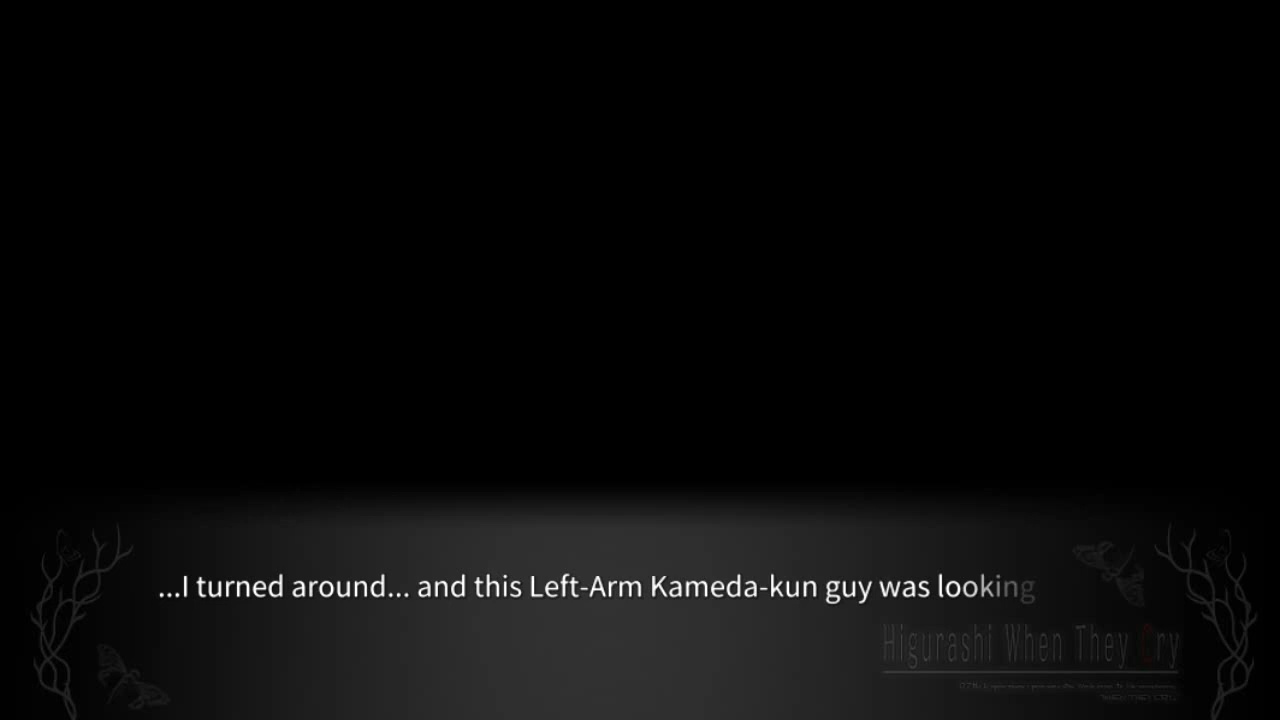 ...I turned around... and this Left-Arm Kameda-kun guy was looking
Higurashi When They Cry